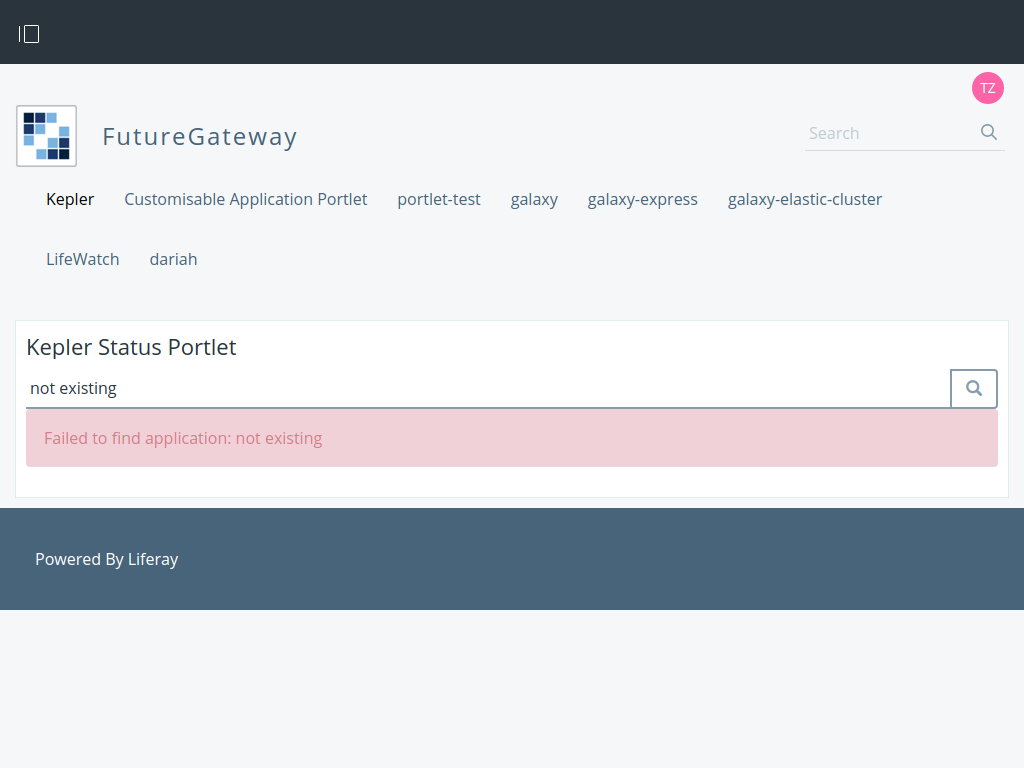 TZ
FutureGateway
Search
Kepler Customisable Application Portlet portlet-test galaxy galaxy-express galaxy-elastic-cluster
LifeWatch dariah
Kepler Status Portlet
not existing
Failed to find application: not existing
Powered By Liferay